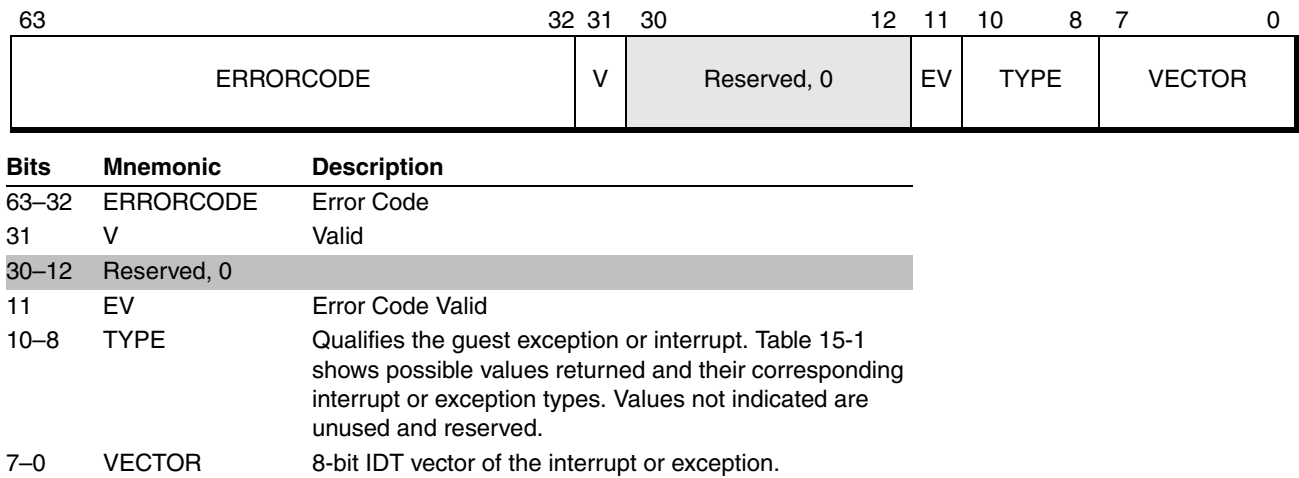 63 32 31 30 12 11 10 8 7 0
ERRORCODE V Reserved, 0 EV TYPE VECTOR
Bits Mnemonic Description
63–32 ERRORCODE Error Code
31 V Valid
30–12 Reserved, 0
11 EV Error Code Valid
10–8 TYPE Qualifies the guest exception or interrupt. Table 15-1
shows possible values returned and their corresponding
interrupt or exception types. Values not indicated are
unused and reserved.
7–0 VECTOR 8-bit IDT vector of the interrupt or exception.